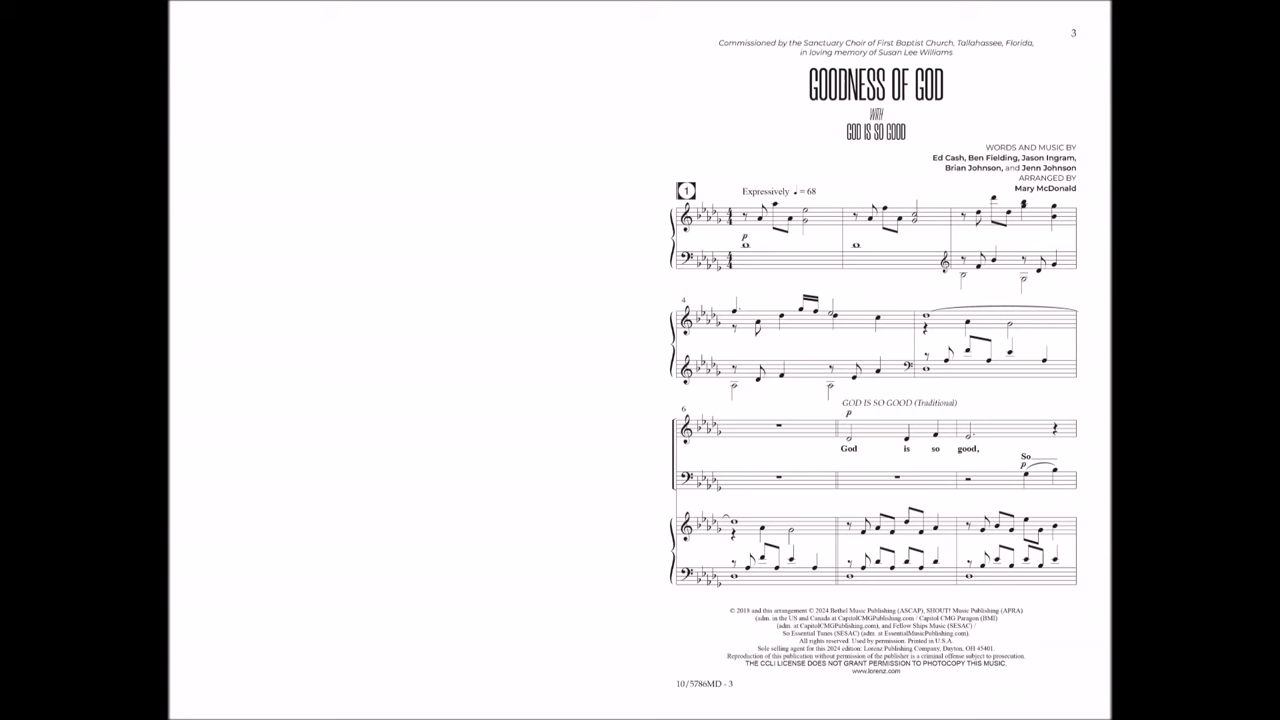 3
Commissioned by the Sanctuary Choir of First Baptist Church, Tallahassee, Florida,
in loving memory of Susan Lee Williams
GOODNESS OF GOD
WITH
GOD IS SO GOOD
WORDS AND MUSIC BY
Ed Cash, Ben Fielding, Jason Ingram,
Brian Johnson, and Jenn Johnson
ARRANGED BY
Mary McDonald
1
Expressively ♩ = 68
p
4
6
GOD IS SO GOOD (Traditional)
p
God is so good,
So
p
© 2018 and this arrangement © 2024 Bethel Music Publishing (ASCAP), SHOUT! Music Publishing (APRA)
(adm. in the US and Canada at CapitolCMGPublishing.com / Capitol CMG Paragon (BMI)
(adm. at CapitolCMGPublishing.com), and Fellow Ships Music (SESAC) /
So Essential Tunes (SESAC) (adm. at EssentialMusicPublishing.com).
All rights reserved. Used by permission. Printed in U.S.A.
Sole selling agent for this 2024 edition: Lorenz Publishing Company, Dayton, OH 45401.
Reproduction of this publication without permission of the publisher is a criminal offense subject to prosecution.
THE CCLI LICENSE DOES NOT GRANT PERMISSION TO PHOTOCOPY THIS MUSIC.
www.lorenz.com
10/5786MD - 3